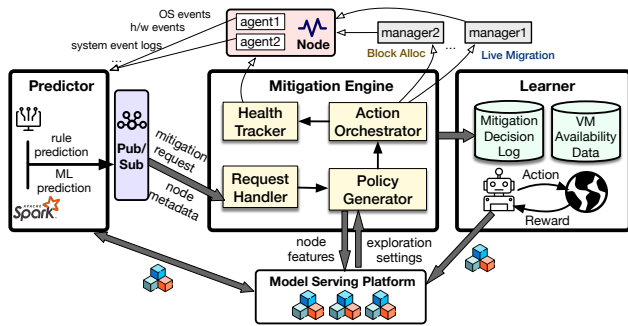 OS events
h/w events
system event logs
...
agent1
agent2
Node
manager2
...
manager1
Block Alloc
Live Migration
Predictor
rule
prediction
ML
prediction
APACHE
Spark
Pub/
Sub
mitigation
request
node
metadata
Mitigation Engine
Health
Tracker
Action
Orchestrator
Request
Handler
Policy
Generator
Learner
Mitigation
Decision
Log
VM
Availability
Data
Action
Reward
node
features
exploration
settings
Model Serving Platform